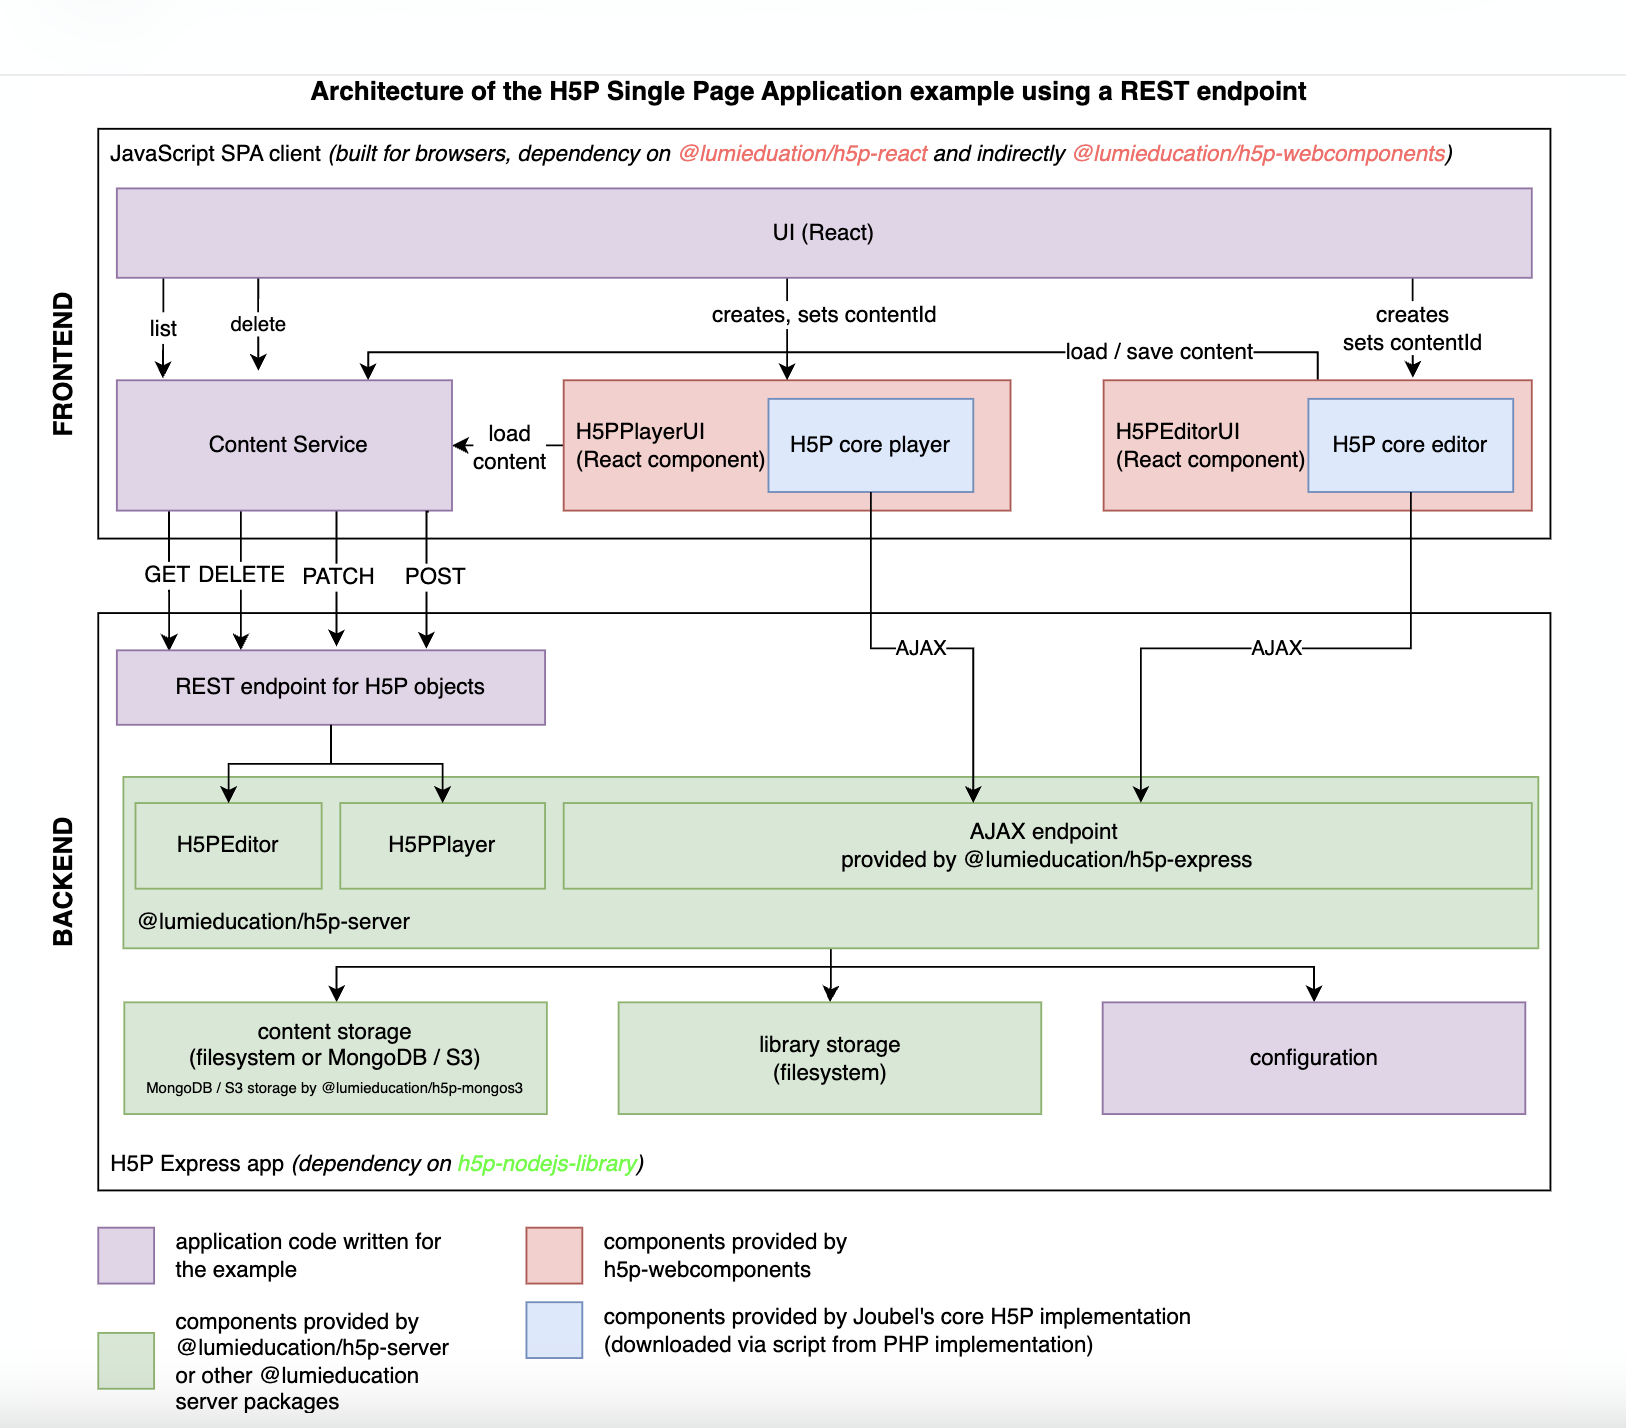 Architecture of the H5P Single Page Application example using a REST endpoint
JavaScript SPA client (built for browsers, dependency on @lumieduation/h5p-react and indirectly @lumieducation/h5p-webcomponents)
FRONTEND
UI (React)
list
delete
creates, sets contentId
creates
sets contentId
load / save content
Content Service
load
content
H5PPlayerUI
(React component)
H5P core player
H5PEditorUI
(React component)
H5P core editor
GET
DELETE
PATCH
POST
BACKEND
AJAX
AJAX
REST endpoint for H5P objects
H5PEditor
H5PPlayer
AJAX endpoint
provided by @lumieducation/h5p-express
@lumieducation/h5p-server
content storage
(filesystem or MongoDB / S3)
MongoDB / S3 storage by @lumieducation/h5p-mongos3
library storage
(filesystem)
configuration
H5P Express app (dependency on h5p-nodejs-library)
application code written for
the example
components provided by
@lumieducation/h5p-server
or other @lumieducation
server packages
components provided by
h5p-webcomponents
components provided by Joubel's core H5P implementation
(downloaded via script from PHP implementation)